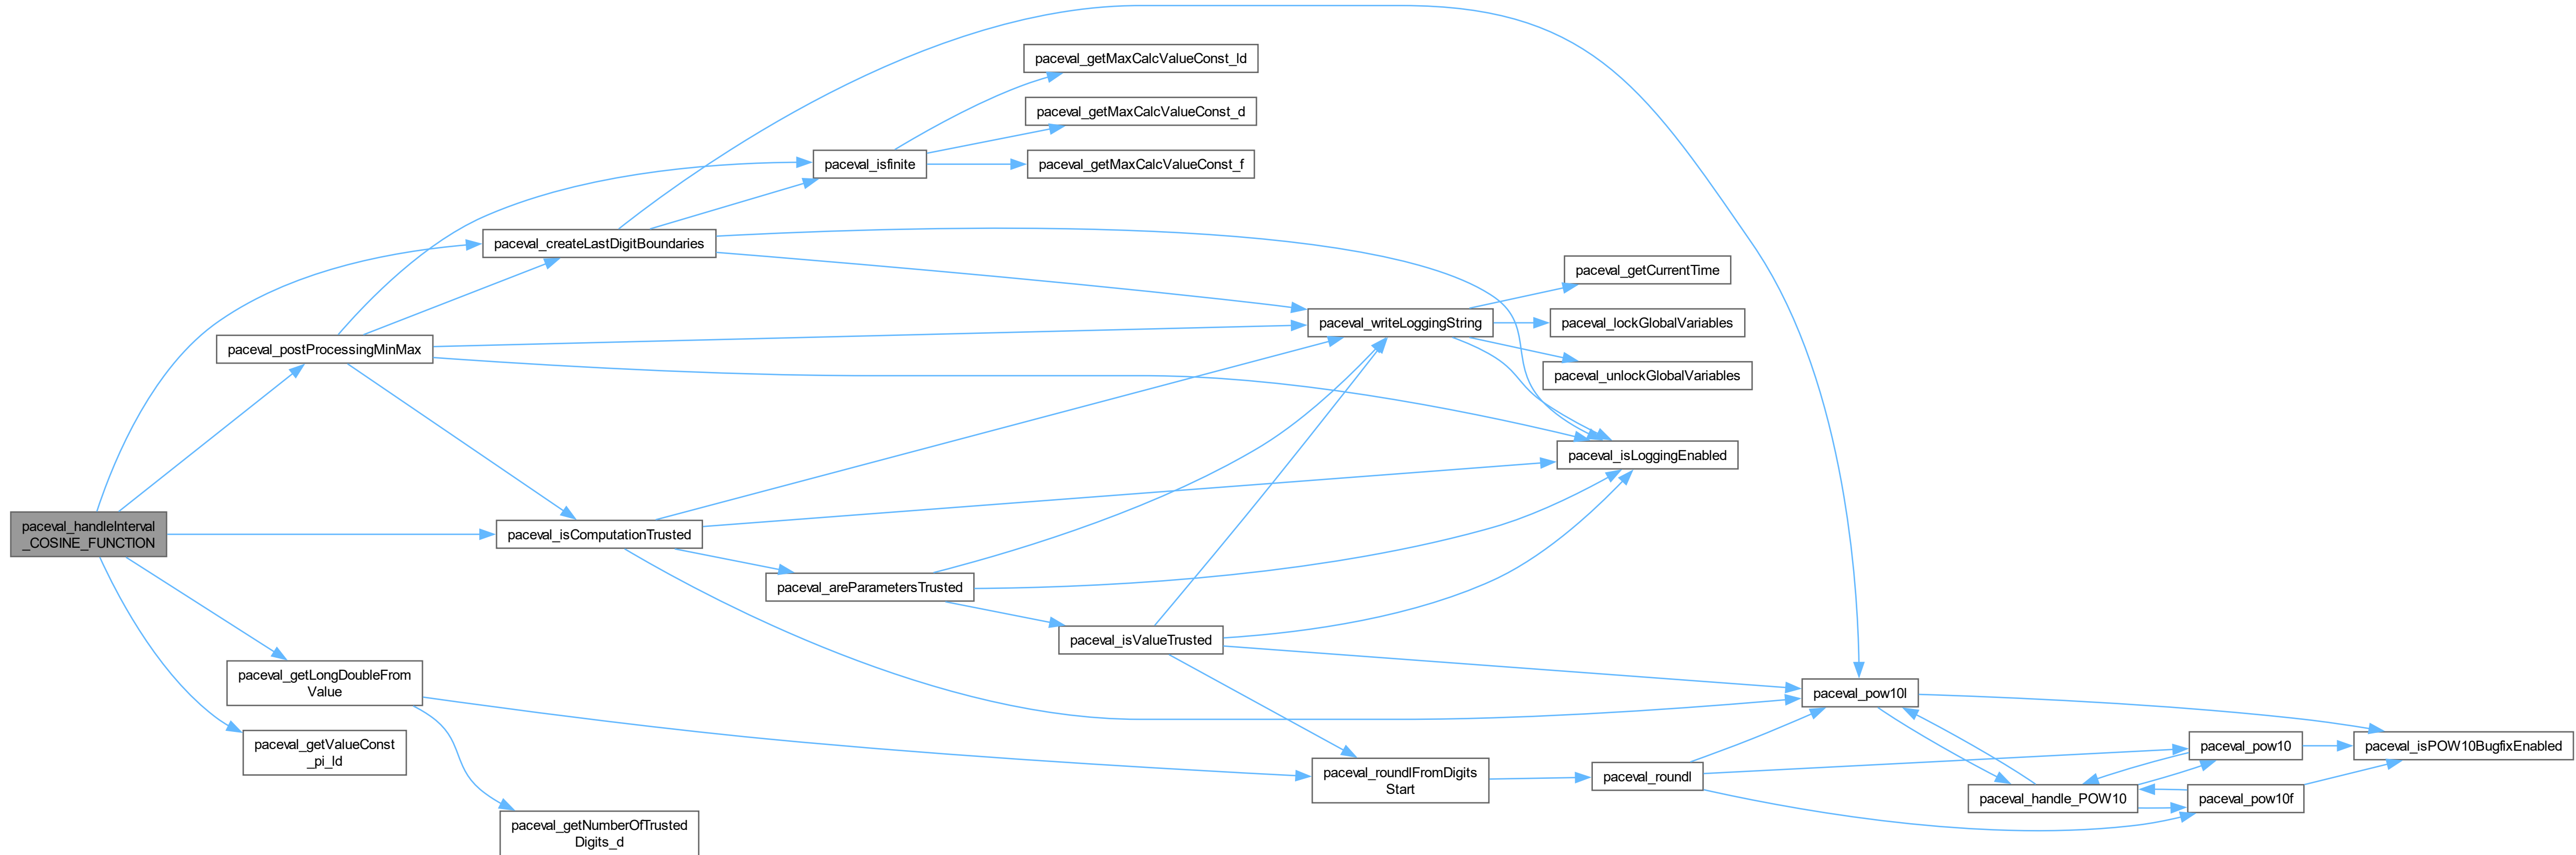 paceval_getMaxCalcValueConst_ld
paceval_getMaxCalcValueConst_d
paceval_isfinite
paceval_getMaxCalcValueConst_f
paceval_createLastDigitBoundaries
paceval_getCurrentTime
paceval_writeLoggingString
paceval_lockGlobalVariables
paceval_postProcessingMinMax
paceval_unlockGlobalVariables
paceval_isLoggingEnabled
paceval_handleInterval
_COSINE_FUNCTION
paceval_isComputationTrusted
paceval_areParametersTrusted
paceval_isValueTrusted
paceval_getLongDoubleFrom
Value
paceval_pow10l
paceval_getValueConst
_pi_ld
paceval_pow10
paceval_isPOW10BugfixEnabled
paceval_roundlFromDigits
Start
paceval_roundl
paceval_handle_POW10
paceval_pow10f
paceval_getNumberOfTrusted
Digits_d